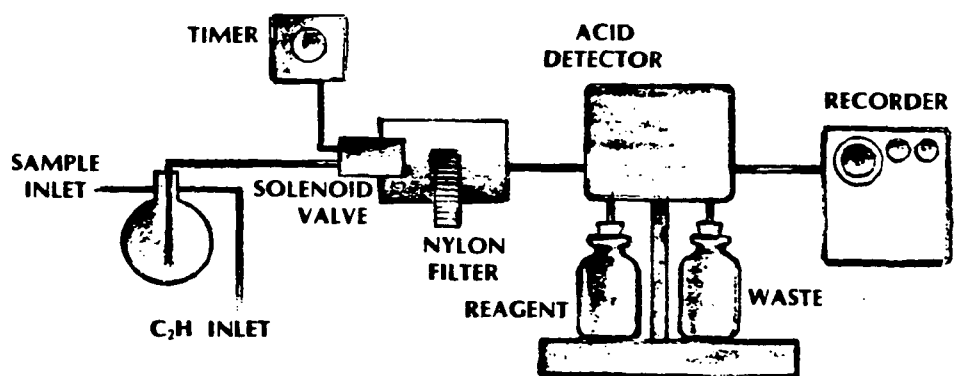 TIMER
ACID
DETECTOR
RECORDER
SAMPLE
INLET
SOLENOID
VALVE
NYLON
FILTER
REAGENT
WASTE
C₂H INLET